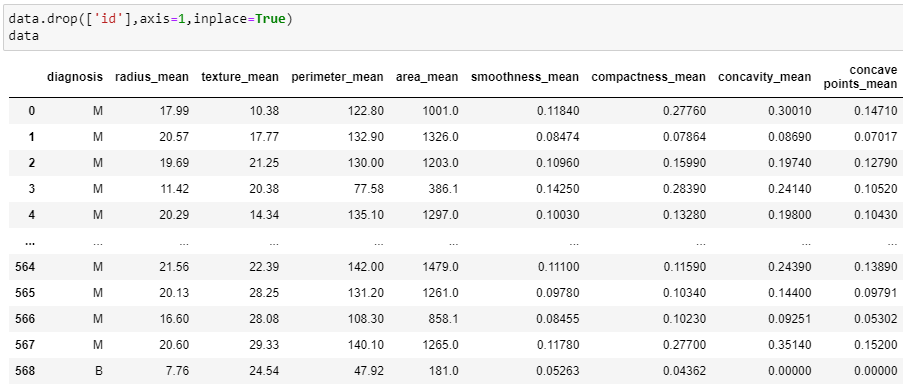 data.drop(['id'],axis=1,inplace=True)
data
diagnosis radius_mean texture_mean perimeter_mean area_mean smoothness_mean compactness_mean concavity_mean concave points_mean
0 M 17.99 10.38 122.80 1001.0 0.11840 0.27760 0.30010 0.14710
1 M 20.57 17.77 132.90 1326.0 0.08474 0.07864 0.08690 0.07017
2 M 19.69 21.25 130.00 1203.0 0.10960 0.15990 0.19740 0.12790
3 M 11.42 20.38 77.58 386.1 0.14250 0.28390 0.24140 0.10520
4 M 20.29 14.34 135.10 1297.0 0.10030 0.13280 0.19800 0.10430
... ... ... ... ... ... ... ... ... ...
564 M 21.56 22.39 142.00 1479.0 0.11100 0.11590 0.24390 0.13890
565 M 20.13 28.25 131.20 1261.0 0.09780 0.10340 0.14400 0.09791
566 M 16.60 28.08 108.30 858.1 0.08455 0.10230 0.09251 0.05302
567 M 20.60 29.33 140.10 1265.0 0.11780 0.27700 0.35140 0.15200
568 B 7.76 24.54 47.92 181.0 0.05263 0.04362 0.00000 0.00000